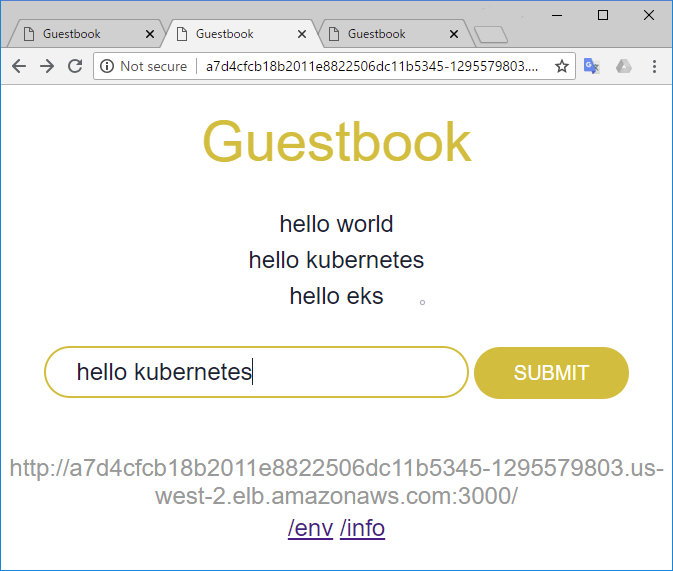 Guestbook
Guestbook
Guestbook
Not secure
a7d4cfcb18b2011e8822506dc11b5345-1295579803....
Guestbook
hello world
hello kubernetes
hello eks
hello kubernetes
SUBMIT
http://a7d4cfcb18b2011e8822506dc11b5345-1295579803.us-
west-2.elb.amazonaws.com:3000/
/env /info